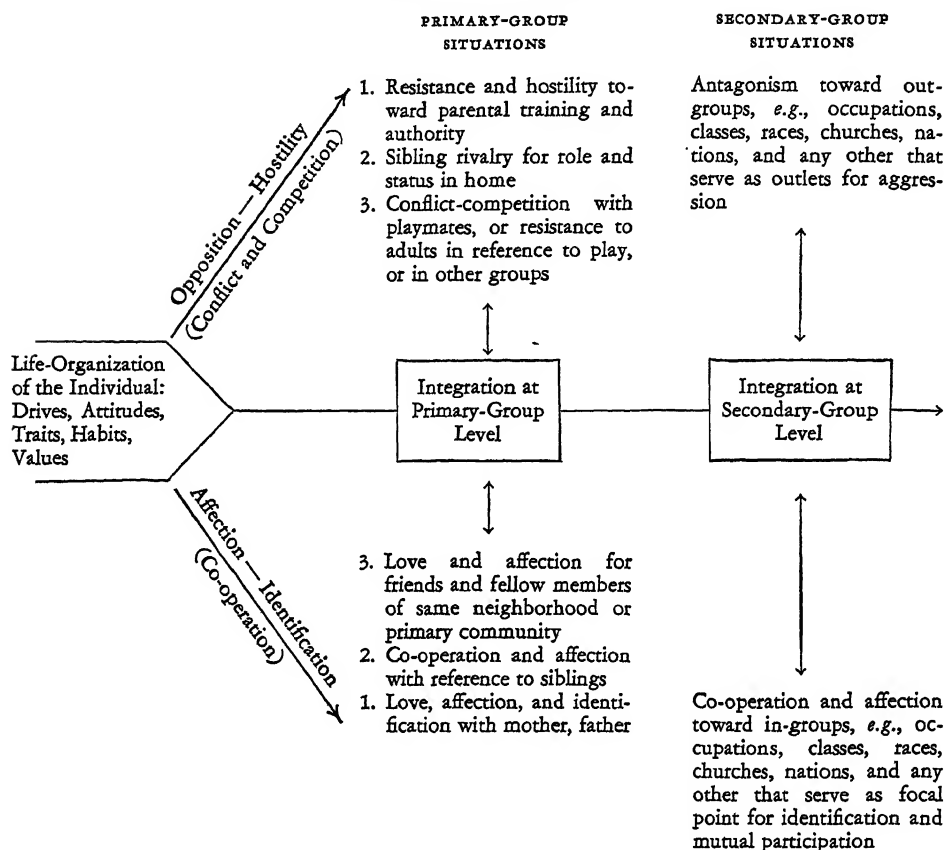 PRIMARY-GROUP
SITUATIONS
SECONDARY-GROUP
SITUATIONS
1. Resistance and hostility to-
ward parental training and
authority
2. Sibling rivalry for role and
status in home
3. Conflict-competition with
playmates, or resistance to
adults in reference to play,
or in other groups
Antagonism toward out-
groups, e.g., occupations,
classes, races, churches, na-
tions, and any other that
serve as outlets for aggres-
sion
Opposition — Hostility
(Conflict and Competition)
Life-Organization
of the Individual:
Drives, Attitudes,
Traits, Habits,
Values
Integration at
Primary-Group
Level
Integration at
Secondary-Group
Level
Affection — Identification
(Co-operation)
3. Love and affection for
friends and fellow members
of same neighborhood or
primary community
2. Co-operation and affection
with reference to siblings
1. Love, affection, and identi-
fication with mother, father
Co-operation and affection
toward in-groups, e.g., oc-
cupations, classes, races,
churches, nations, and any
other that serve as focal
point for identification and
mutual participation